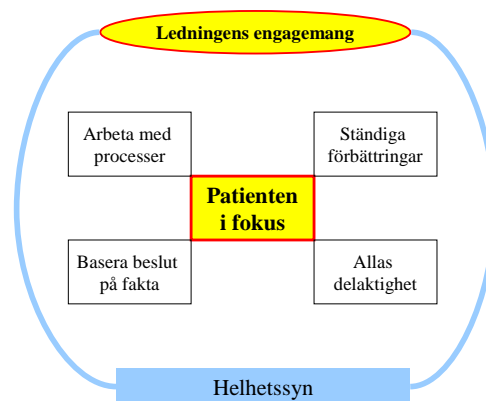 Ledningens engagemang
Arbeta med
processer
Ständiga
förbättringar
Patienten
i fokus
Basera beslut
på fakta
Allas
delaktighet
Helhetssyn